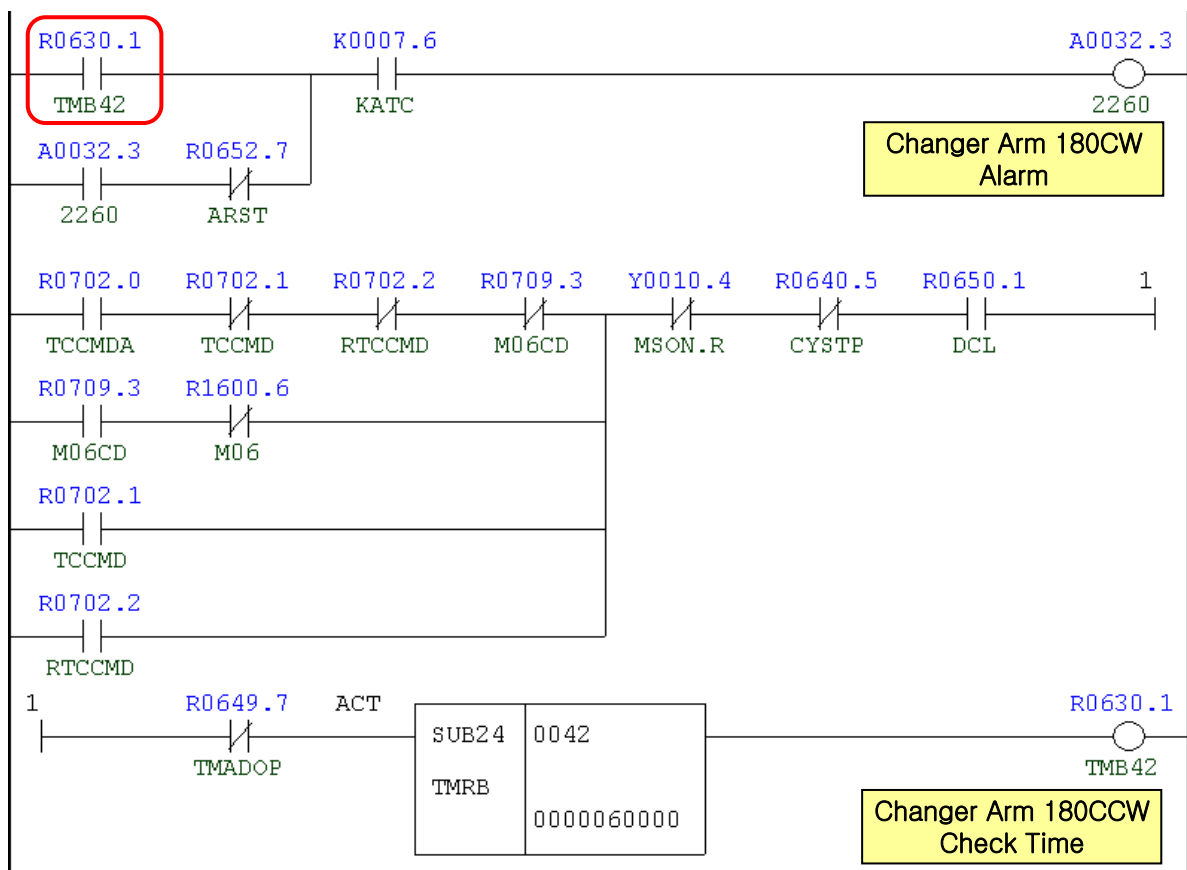 R0630.1 K0007.6 A0032.3
TMB42 KATC 2260
Changer Arm 180CW
Alarm
A0032.3 R0652.7
2260 ARST
R0702.0 R0702.1 R0702.2 R0709.3 Y0010.4 R0640.5 R0650.1 1
TCCMDA TCCMD RTCCMD M06CD MSON.R CYSTP DCL
R0709.3 R1600.6
M06CD M06
R0702.1
TCCMD
R0702.2
RTCCMD
1 R0649.7 ACT R0630.1
SUB24 0042
TMADOP TMB42
TMRB
0000060000
Changer Arm 180CCW
Check Time